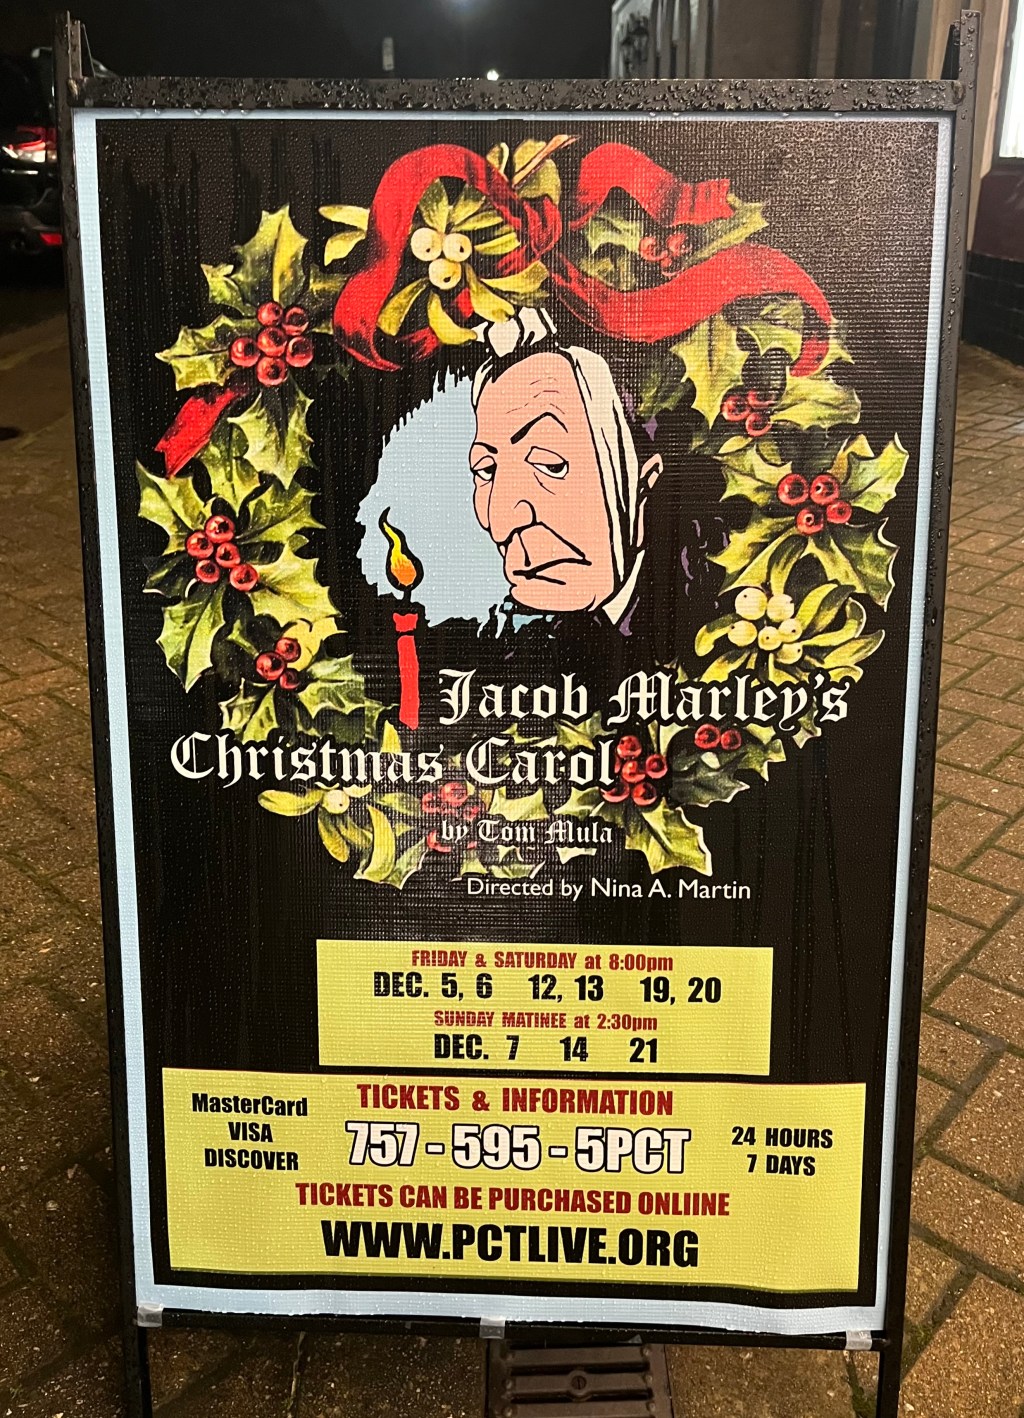 Jacob Marley's
Christmas Carol
by Tom Mula
Directed by Nina A. Martin
FRIDAY & SATURDAY at 8:00pm
DEC. 5, 6 12, 13 19, 20
SUNDAY MATINEE at 2:30pm
DEC. 7 14 21
MasterCard
VISA
DISCOVER
TICKETS & INFORMATION
757-595-5PCT
24 HOURS
7 DAYS
TICKETS CAN BE PURCHASED ONLIINE
WWW.PCTLIVE.ORG